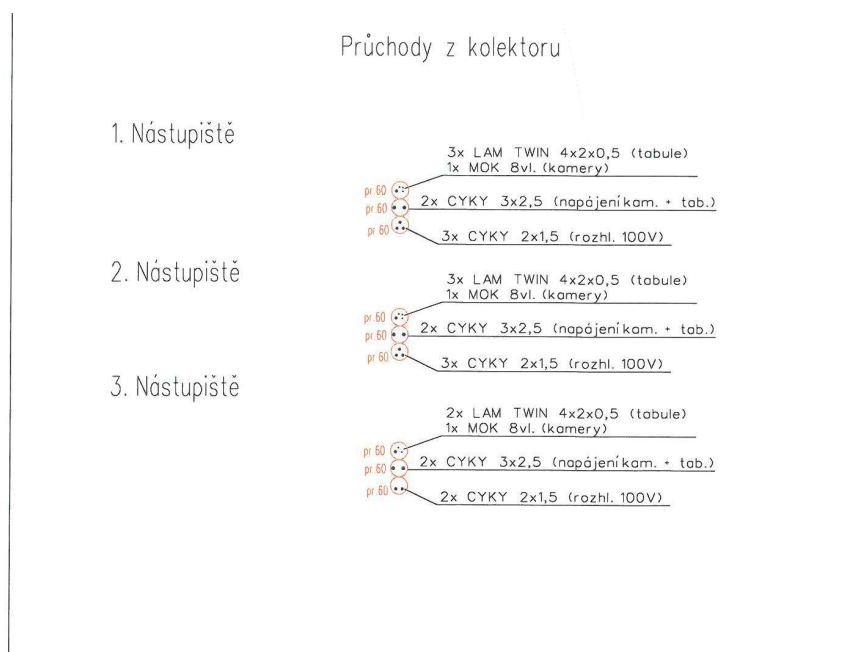 Průchody z kolektoru
1. Nástupiště
3x LAM TWIN 4x2x0,5 (tabule)
1x MOK 8vl. (kamery)
pr.60
pr.60 2x CYKY 3x2,5 (napájení kam. + tab.)
pr 60
3x CYKY 2x1,5 (rozhl. 100V)
2. Nástupiště
3x LAM TWIN 4x2x0,5 (tabule)
1x MOK 8vl. (kamery)
pr.60
pr 60 2x CYKY 3x2,5 (napájení kam. + tab.)
pr 60
3x CYKY 2x1,5 (rozhl. 100V)
3. Nástupiště
2x LAM TWIN 4x2x0,5 (tabule)
1x MOK 8vl. (kamery)
pr 60
pr 60 2x CYKY 3x2,5 (napájení kam. + tab.)
pr 60
2x CYKY 2x1,5 (rozhl. 100V)